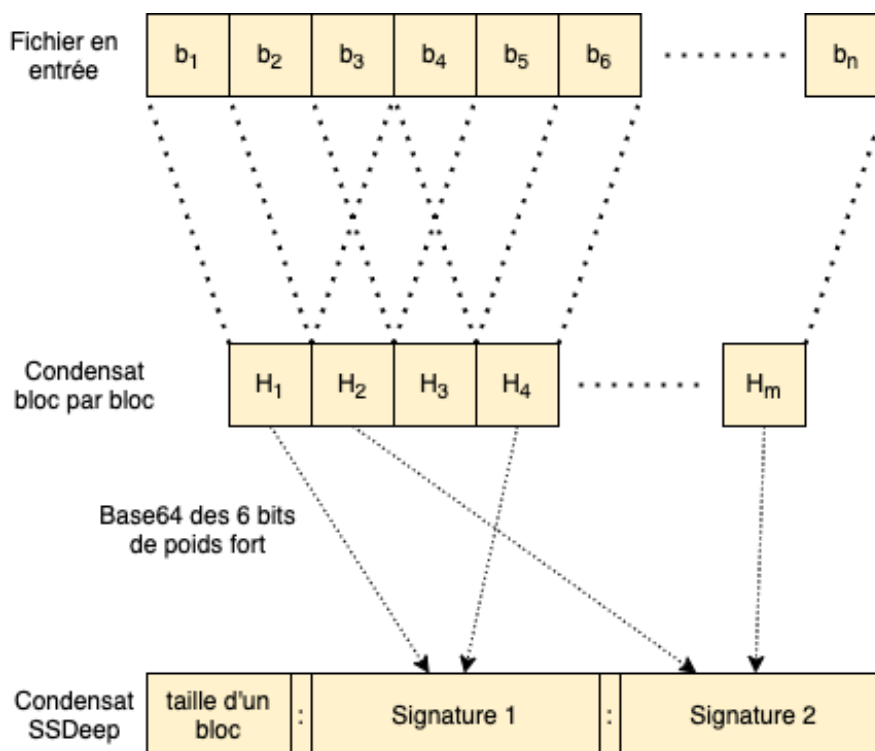 Fichier en
entrée
b1 b2 b3 b4 b5 b6 ........ bn
Condensat
bloc par bloc
H1 H2 H3 H4 ........ Hm
Base64 des 6 bits
de poids fort
Condensat
SSDeep
taille d'un
bloc
: Signature 1 : Signature 2